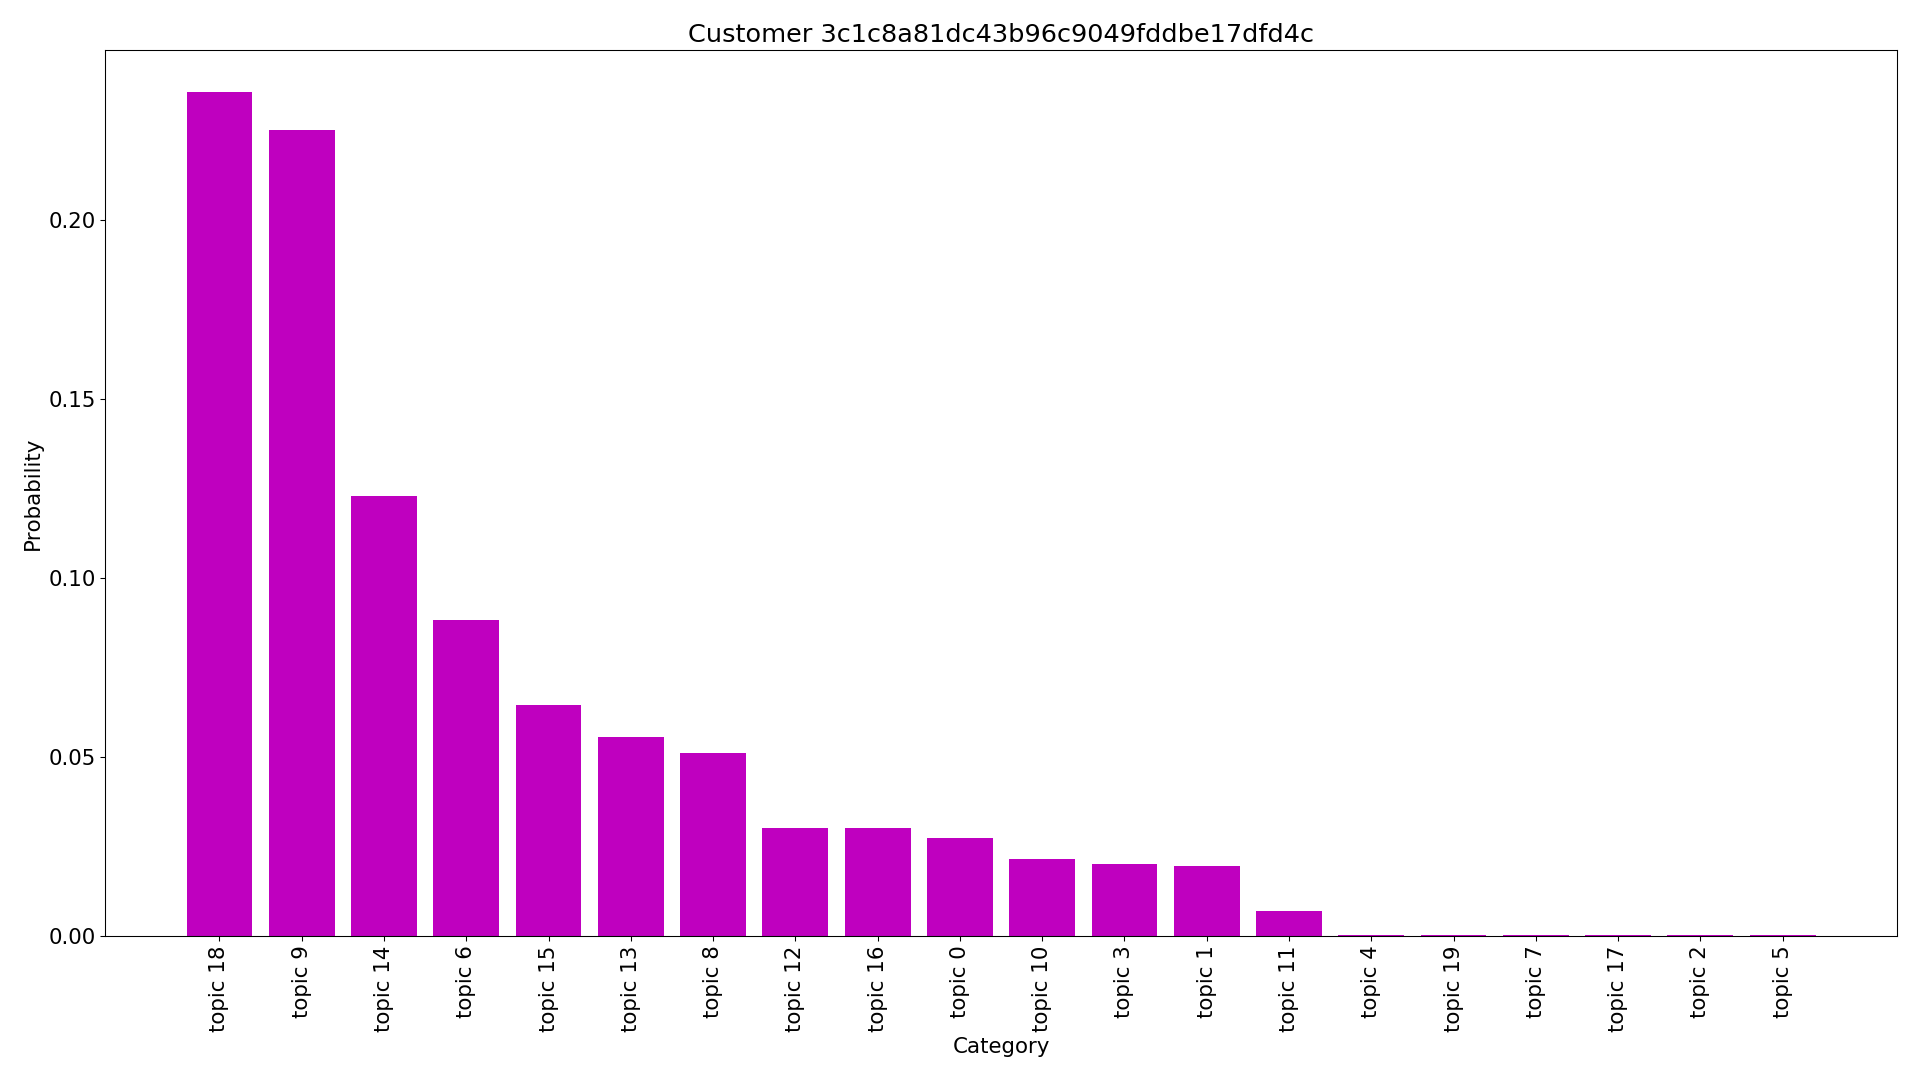 Customer 3c1c8a81dc43b96c9049fddbe17dfd4c
Probability
0.20
0.15
0.10
0.05
0.00
topic 18
topic 9
topic 14
topic 6
topic 15
topic 13
topic 8
topic 12
topic 16
topic 0
topic 10
topic 3
topic 1
topic 11
topic 4
topic 19
topic 7
topic 17
topic 2
topic 5
Category